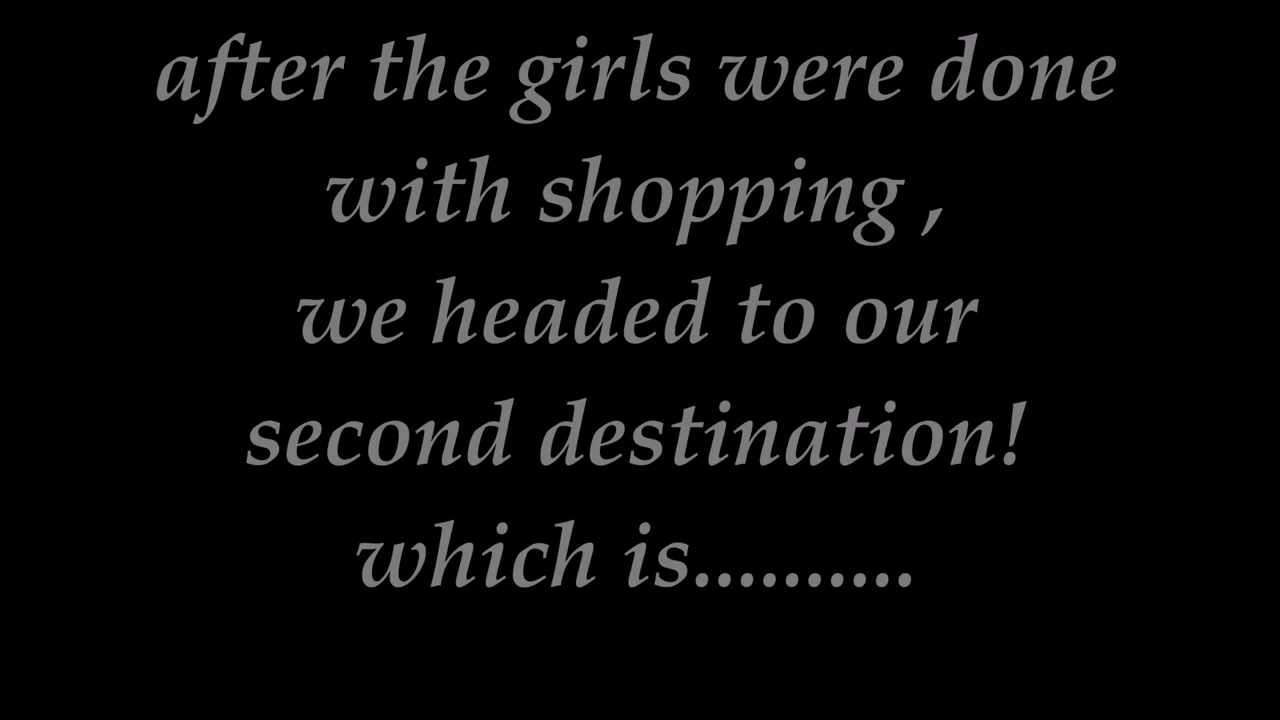 after the girls were done
with shopping ,
we headed to our
second destination!
which is..........